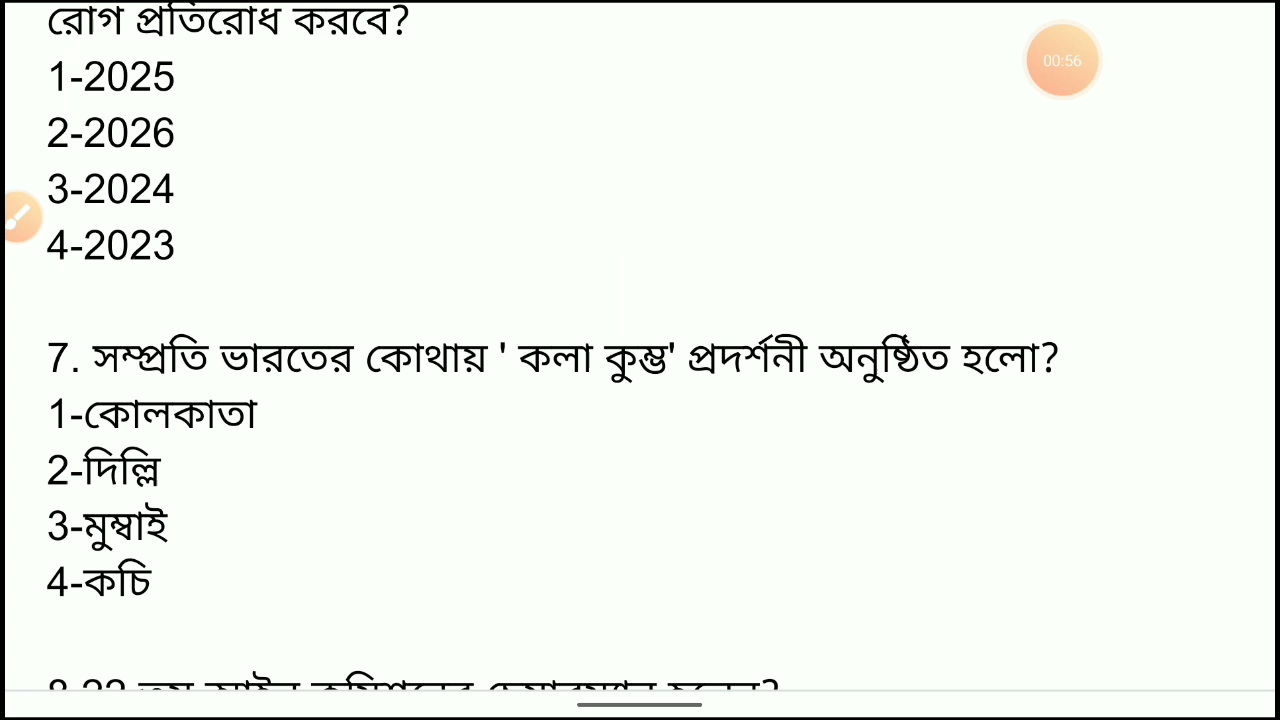 রোগ প্রতিরোধ করবে?
1-2025
00:56
2-2026
3-2024
4-2023
7. সম্প্রতি ভারতের কোথায় ' কলা কুম্ভ' প্রদর্শনী অনুষ্ঠিত হলো?
1-কোলকাতা
2-দিল্লি
3-মুম্বাই
4-কচি